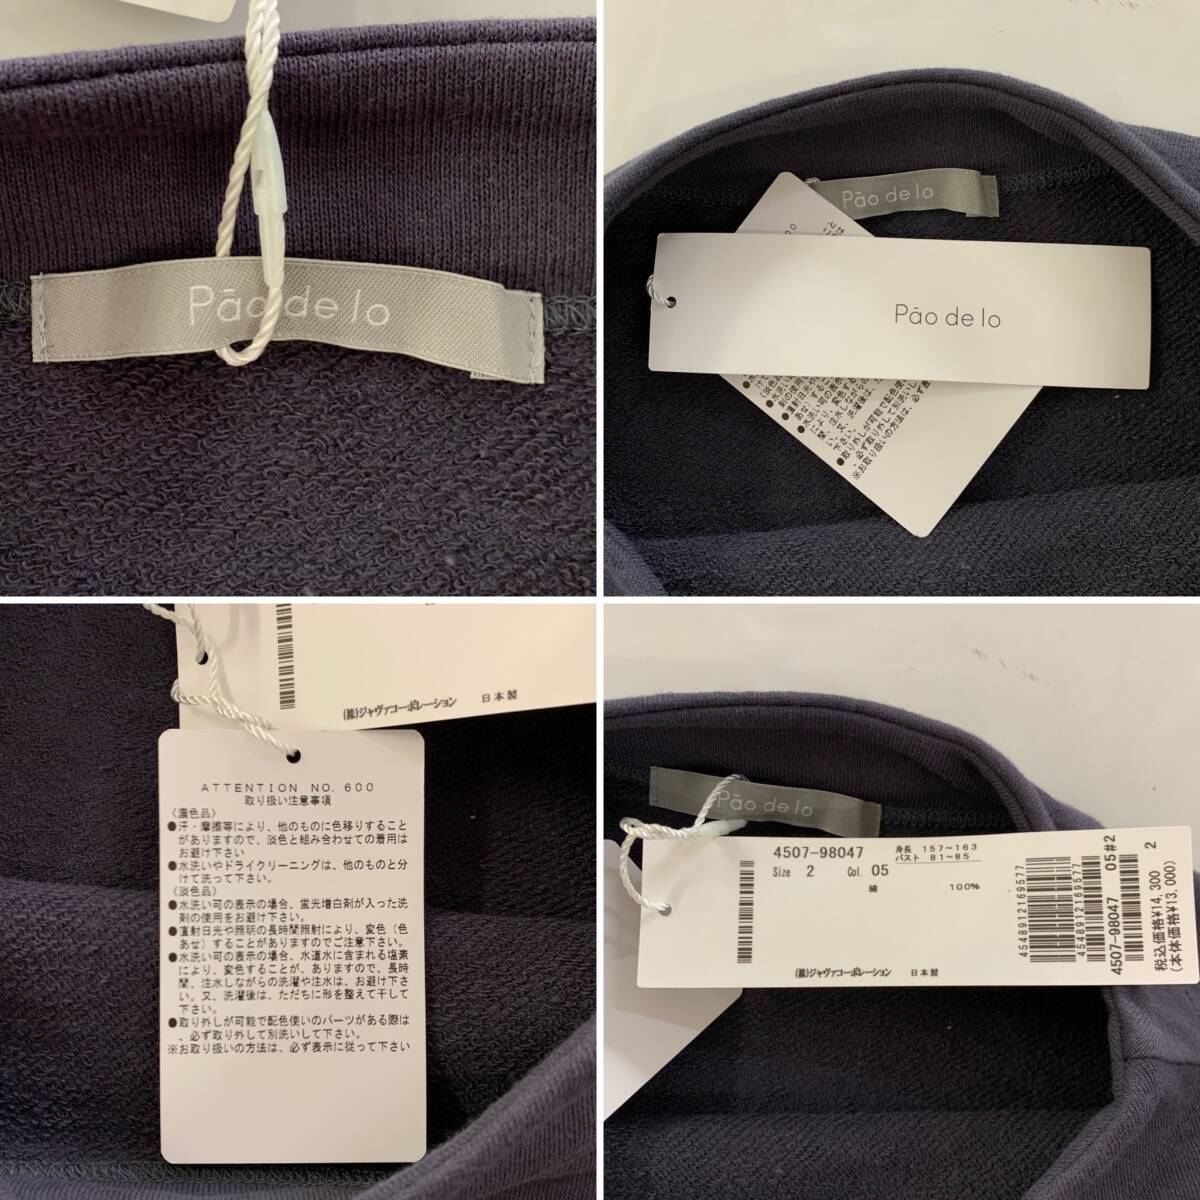 Pāo de lo
Pāo de lo
Pāo de lo
(株)ジャヴァコーポレーション 日本製
ATTENTION NO. 600
取り扱い注意事項
〈濃色品〉
●汗・摩擦等により、他のものに色移りすること
がありますので、淡色と組み合わせての着用は
お避け下さい
●水洗いやドライクリーニングは、他のものと分
けて洗って下さい。
〈淡色品〉
●水洗い可の表示の場合、蛍光増白剤が入った洗
剤の使用をお避け下さい。
●直射日光や照明の長時間照射により、変色(色
あせ)することがありますのでご注意下さい。
●水洗い可の表示の場合、水道水に含まれる塩素
により、変色することが、ありますので、長時
間、注水しながらの洗濯や注水は、お避け下さ
い。又、洗濯後は、ただちに形を整えて干して
下さい。
●取り外しが可能で配色使いのパーツがある際は
、必ず取り外して別洗いして下さい。
※お取り扱いの方法は、必ず表示に従って下さい
Pāo de lo
4507-98047
身長 157~163
バスト 81~85
Size 2 Col. 05
綿 100%
(株)ジャヴァコーポレーション 日本製
4548912169577
4548912169577
4507-98047 05#2
税込価格¥14,300 2
(本体価格¥13,000)